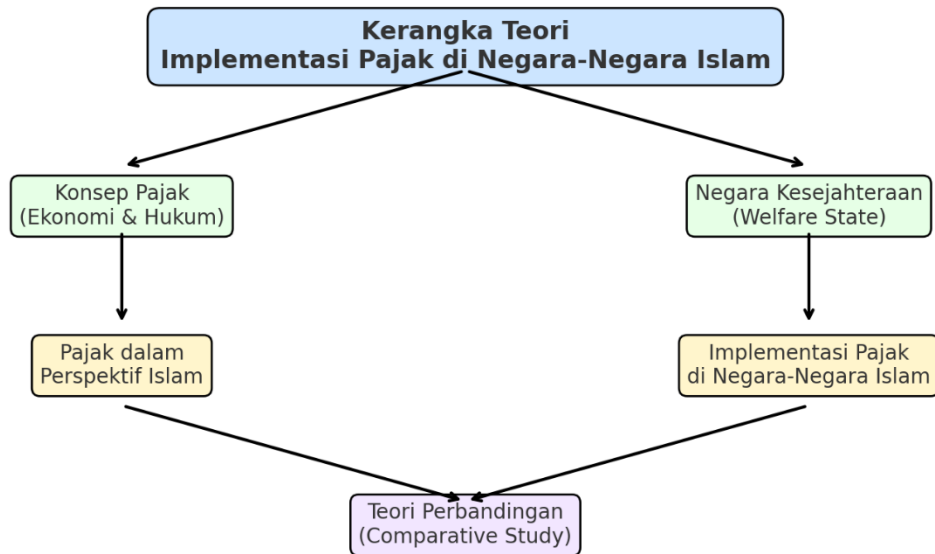 Kerangka Teori
Implementasi Pajak di Negara-Negara Islam
Konsep Pajak
(Ekonomi & Hukum)
Negara Kesejahteraan
(Welfare State)
Pajak dalam
Perspektif Islam
Implementasi Pajak
di Negara-Negara Islam
Teori Perbandingan
(Comparative Study)